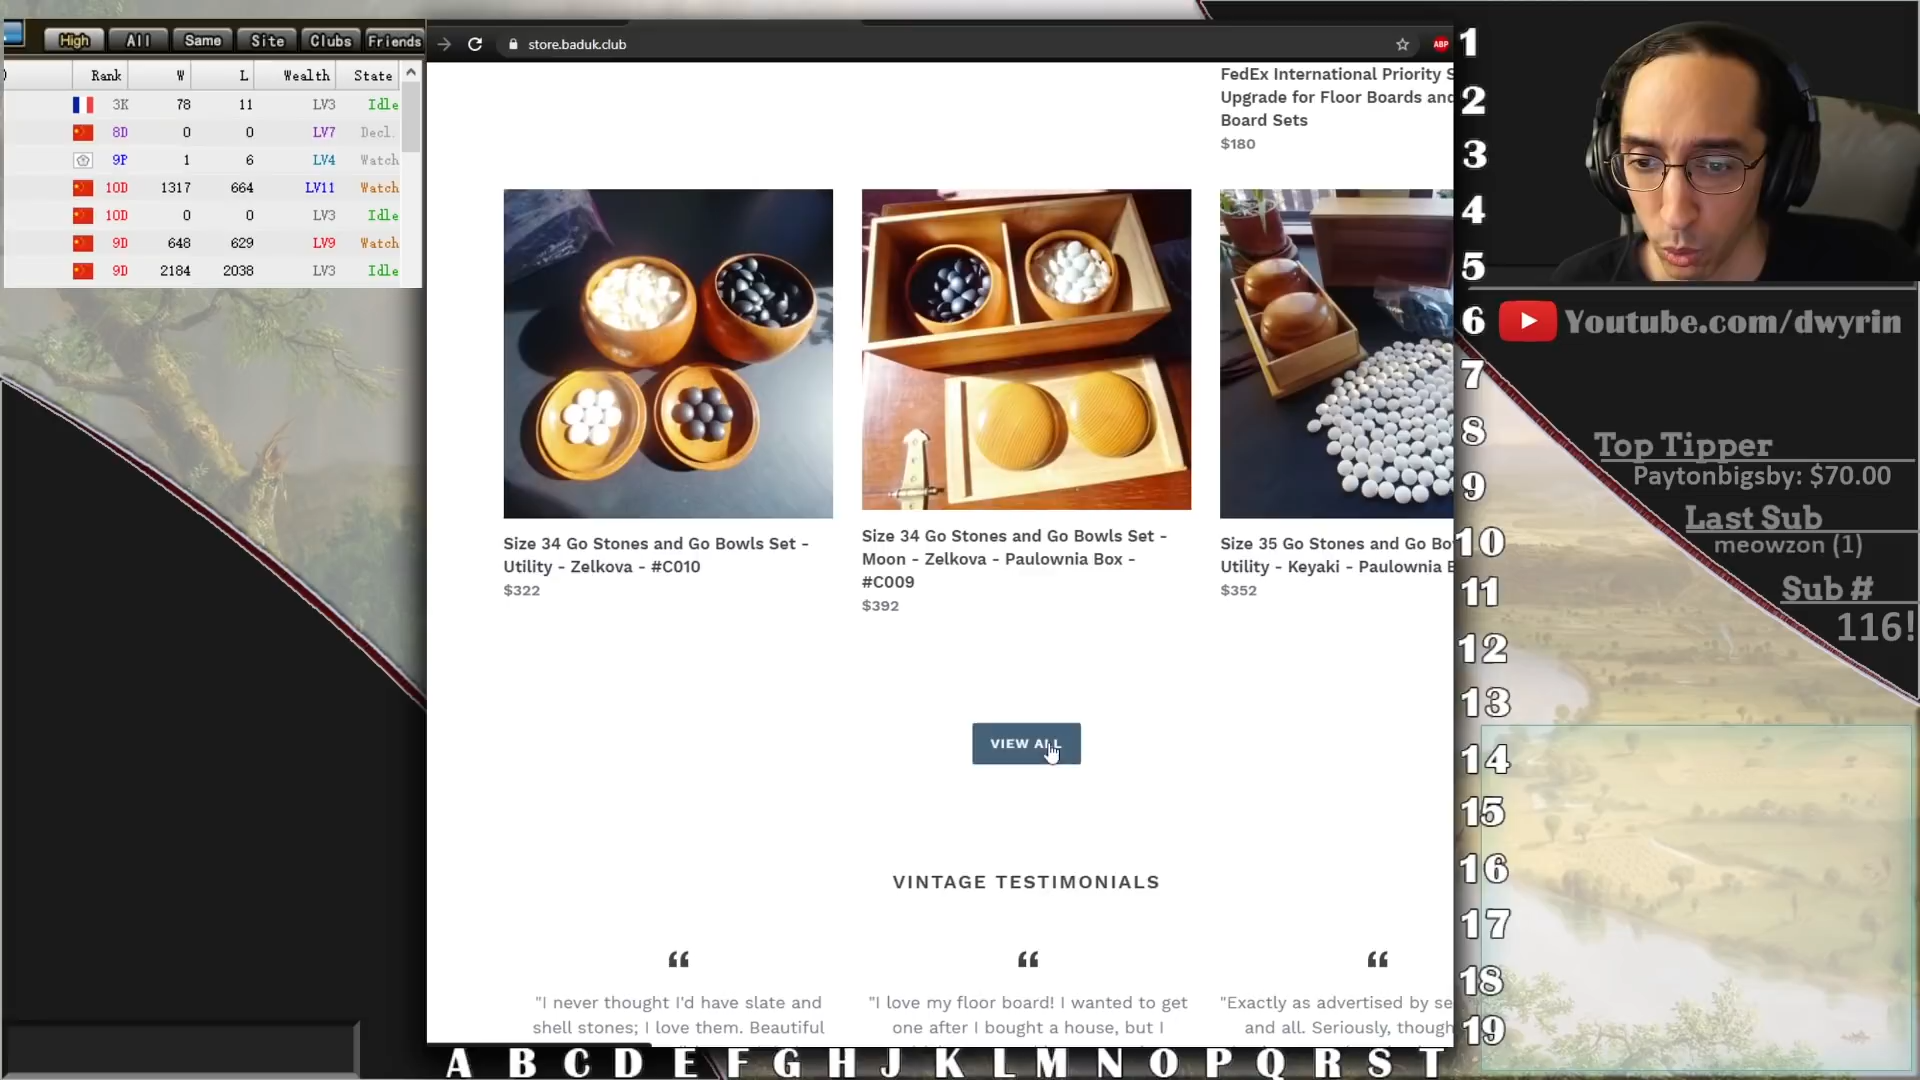 High All Same Site Clubs Friends
Rank W L Wealth State
3K 78 11 LV3 Idle
8D 0 0 LV7 Decl.
9P 1 6 LV4 Watch
10D 1317 664 LV11 Watch
10D 0 0 LV3 Idle
9D 648 629 LV9 Watch
9D 2184 2038 LV3 Idle
store.baduk.club
ABP
FedEx International Priority S
Upgrade for Floor Boards and
Board Sets
$180
Size 34 Go Stones and Go Bowls Set -
Utility - Zelkova - #C010
$322
Size 34 Go Stones and Go Bowls Set -
Moon - Zelkova - Paulownia Box -
#C009
$392
Size 35 Go Stones and Go Bo
Utility - Keyaki - Paulownia B
$352
VIEW ALL
VINTAGE TESTIMONIALS
“
"I never thought I'd have slate and
shell stones; I love them. Beautiful
“
"I love my floor board! I wanted to get
one after I bought a house, but I
“
"Exactly as advertised by se
and all. Seriously, though
1
2
3
4
5
6
7
8
9
10
11
12
13
14
15
16
17
18
19
Youtube.com/dwyrin
Top Tipper
Paytonbigsby: $70.00
Last Sub
meowzon (1)
Sub #
116!
A B C D E F G H J K L M N O P Q R S T